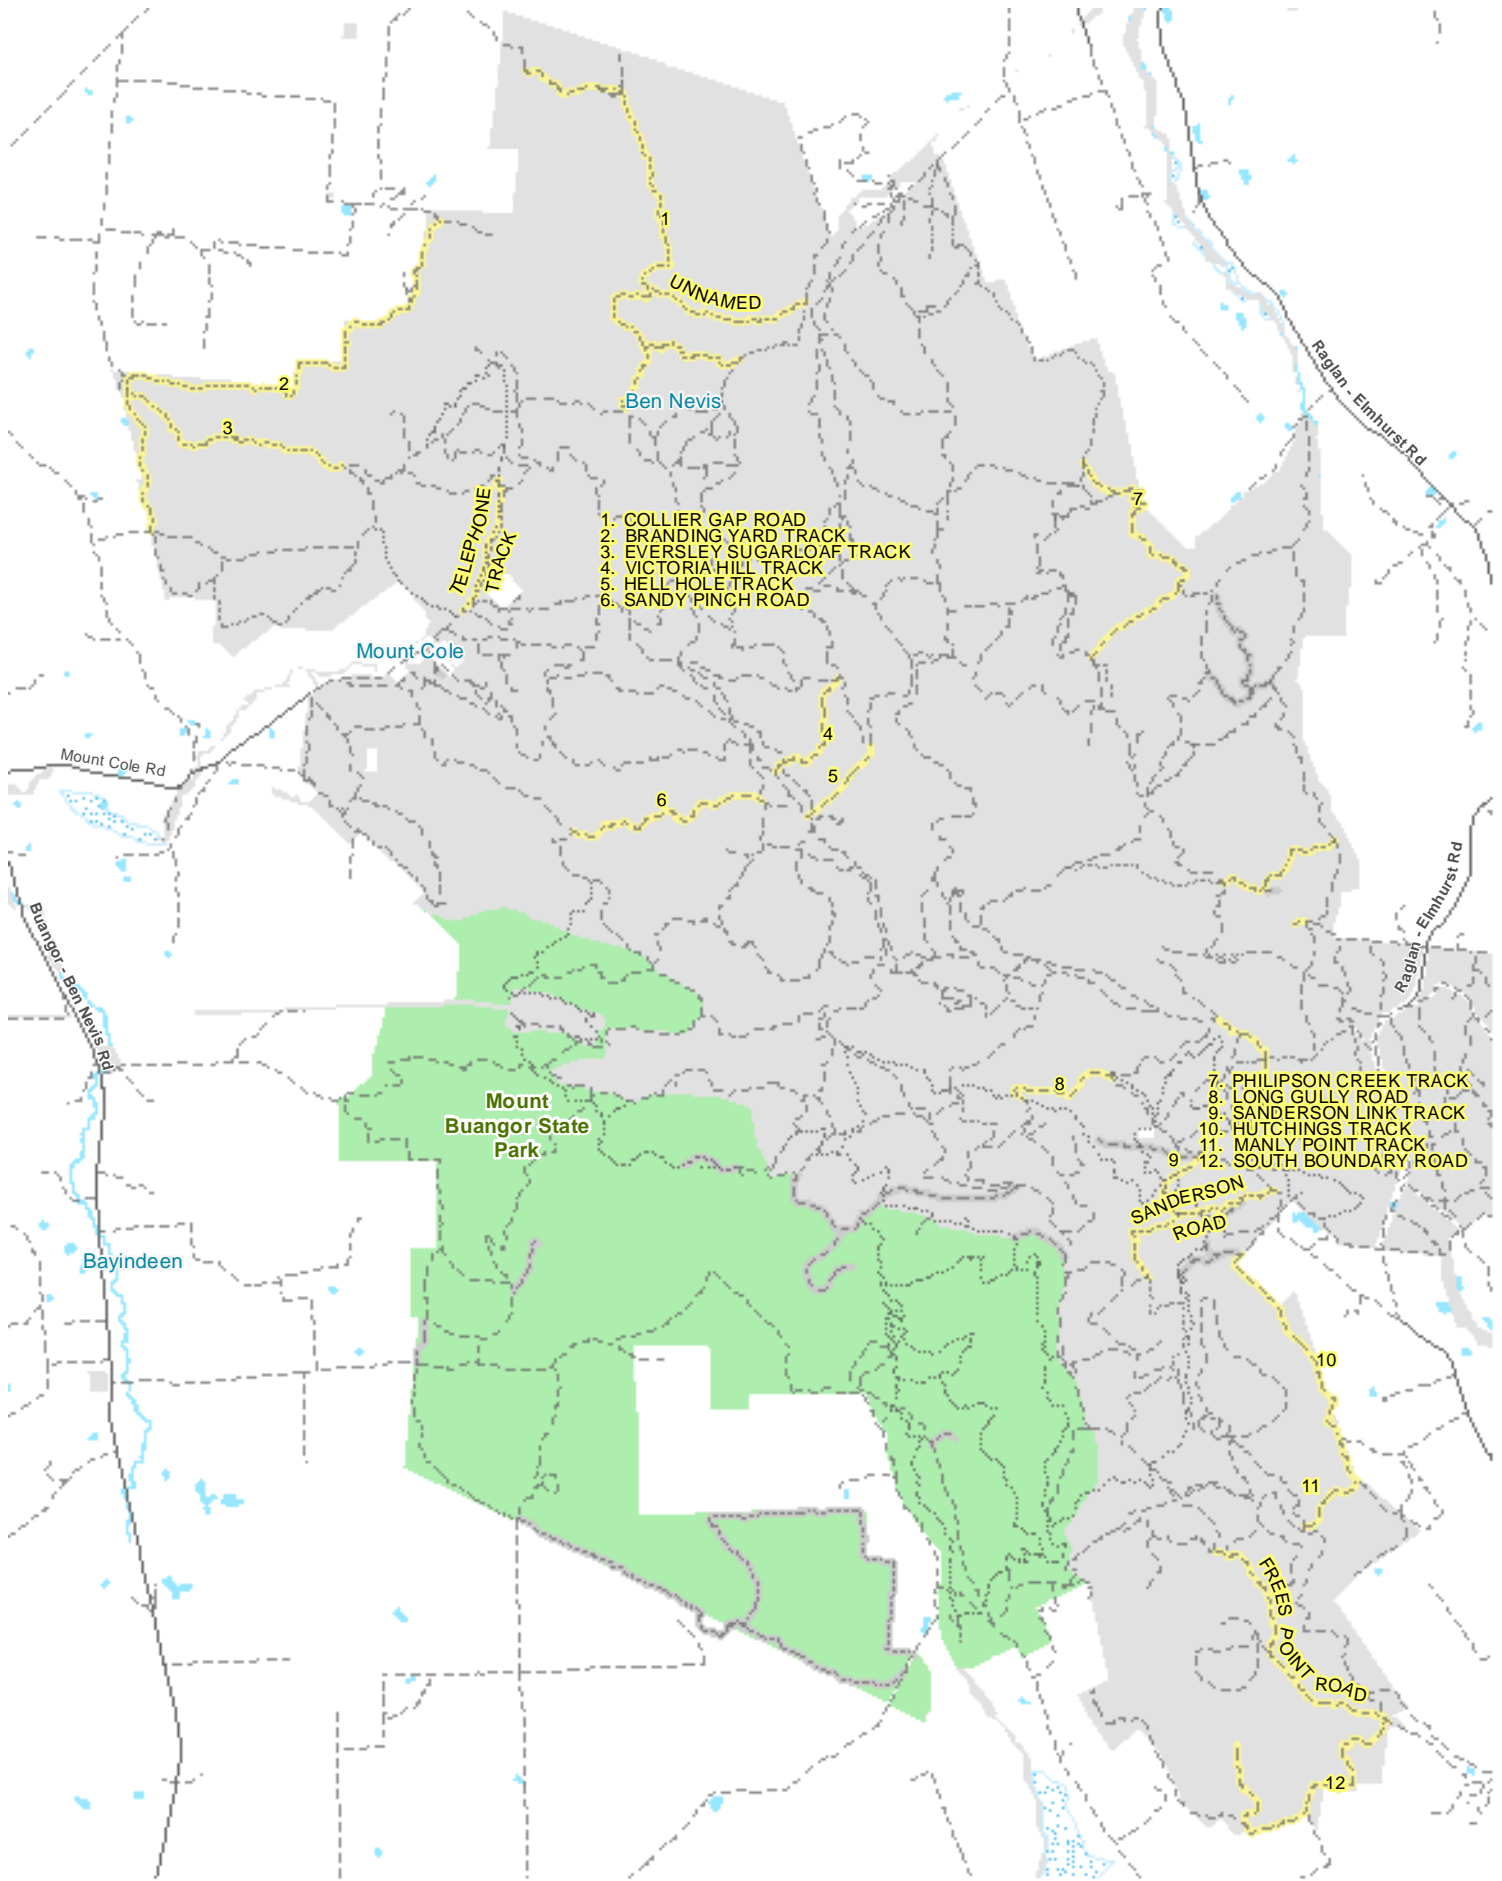 1
UNNAMED
Raglan - Elmhurst Rd
2
Ben Nevis
3
7
TELEPHONE
TRACK
1. COLLIER GAP ROAD
2. BRANDING YARD TRACK
3. EVERSLEY SUGARLOAF TRACK
4. VICTORIA HILL TRACK
5. HELL HOLE TRACK
6. SANDY PINCH ROAD
Mount Cole
4
Mount Cole Rd
5
6
Raglan - Elmhurst Rd
Buangor - Ben Nevis Rd
8
7. PHILIPSON CREEK TRACK
8. LONG GULLY ROAD
9. SANDERSON LINK TRACK
10. HUTCHINGS TRACK
11. MANLY POINT TRACK
12. SOUTH BOUNDARY ROAD
Mount
Buangor State
Park
9
SANDERSON
ROAD
Bayindeen
10
11
FREES POINT ROAD
12